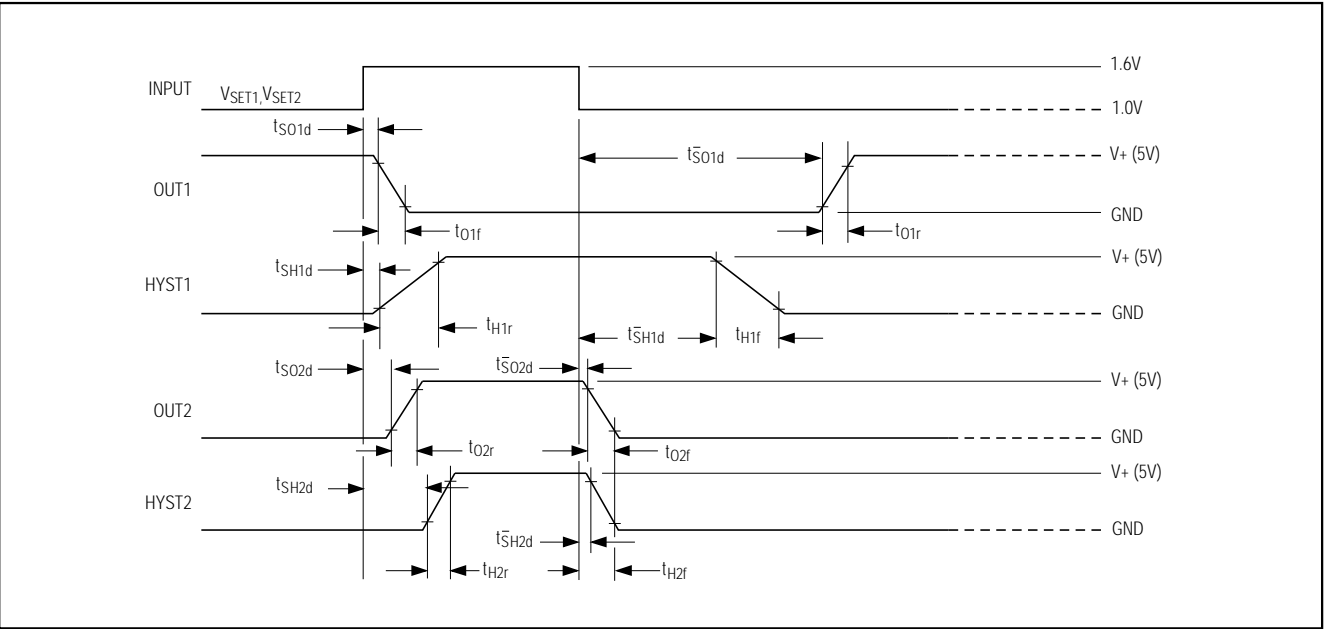 INPUT VSET1,VSET2 1.6V
1.0V
tSO1d
OUT1 tS̅O1d V+ (5V)
GND
tO1f tO1r
HYST1 tSH1d V+ (5V)
GND
tH1r tS̅H1d tH1f
OUT2 tSO2d tS̅O2d V+ (5V)
GND
tO2r tO2f
HYST2 tSH2d V+ (5V)
GND
tS̅H2d
tH2r tH2f